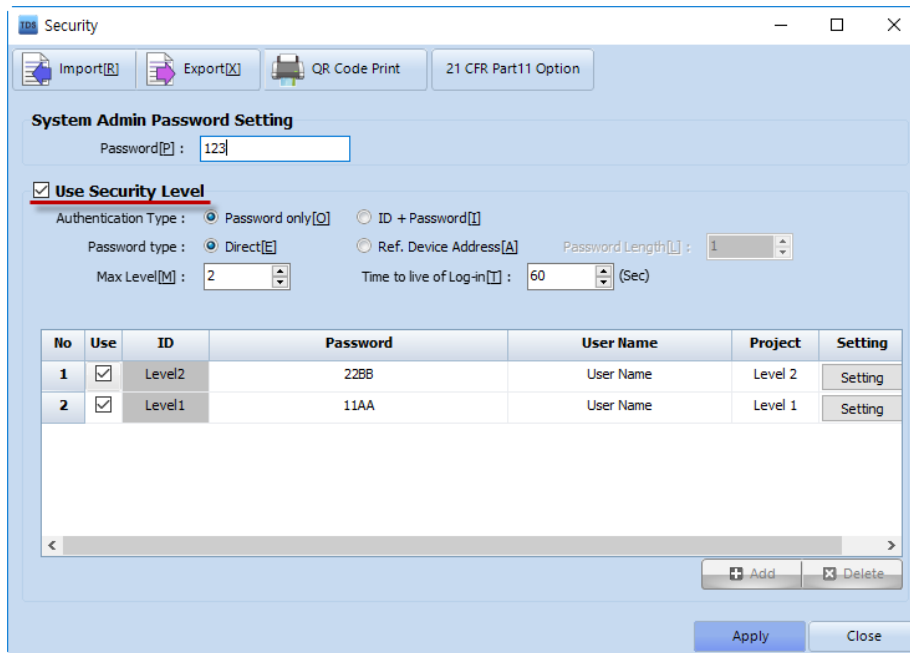 TDS Security
Import[R] Export[X] QR Code Print 21 CFR Part11 Option
System Admin Password Setting
Password[P] : 123
Use Security Level
Authentication Type : Password only[O] ID + Password[I]
Password type : Direct[E] Ref. Device Address[A] Password Length[L] : 1
Max Level[M] : 2 Time to live of Log-in[T] : 60 (Sec)
No Use ID Password User Name Project Setting
1 Level2 22BB User Name Level 2 Setting
2 Level1 11AA User Name Level 1 Setting
Add Delete
Apply Close